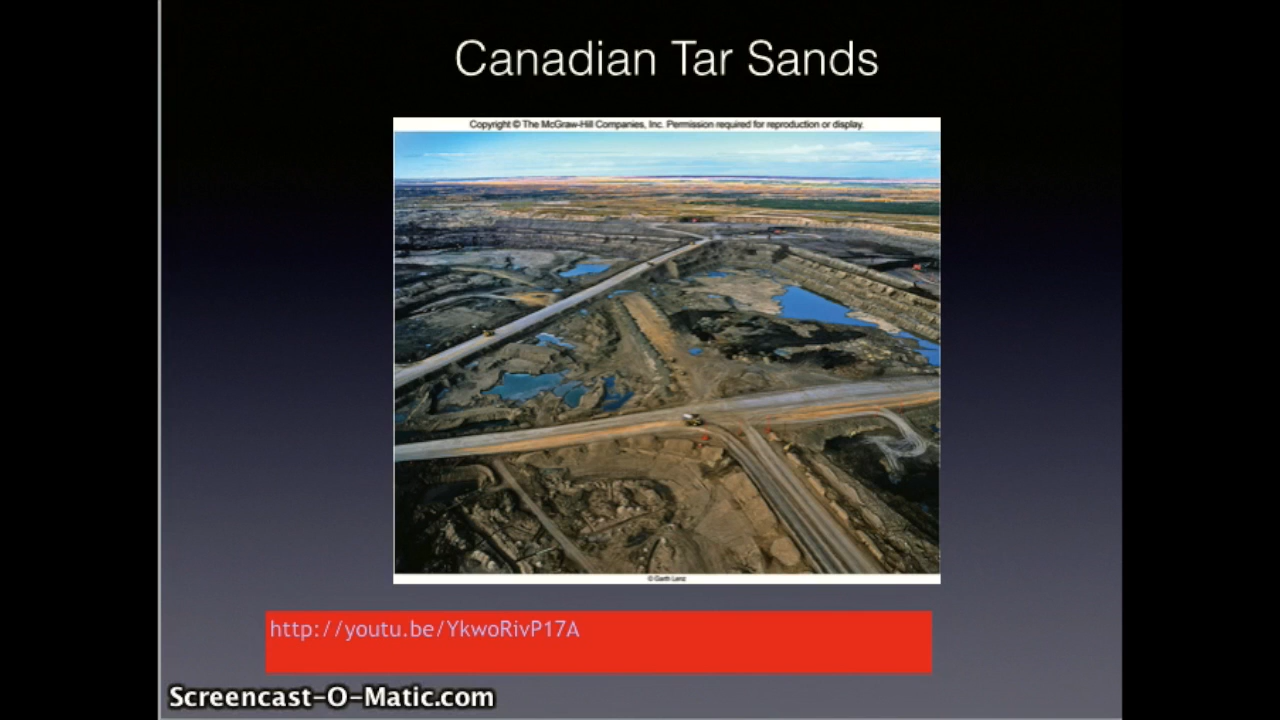 Canadian Tar Sands
Copyright © The McGraw-Hill Companies, Inc. Permission required for reproduction or display.
© Garth Lenz
http://youtu.be/YkwoRivP17A
Screencast-O-Matic.com